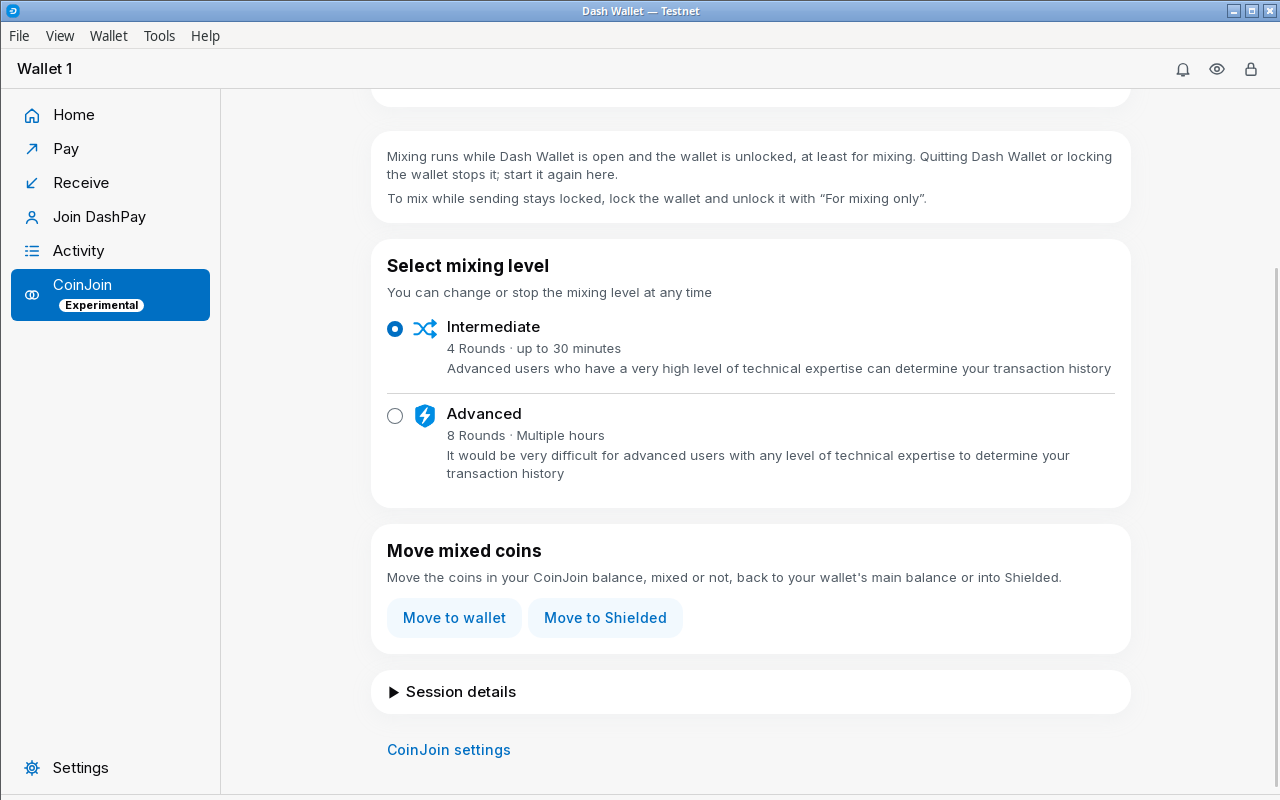 Dash Wallet — Testnet
File View Wallet Tools Help
Wallet 1
Home
Pay
Receive
Join DashPay
Activity
CoinJoin
Experimental
Settings
Mixing runs while Dash Wallet is open and the wallet is unlocked, at least for mixing. Quitting Dash Wallet or locking
the wallet stops it; start it again here.
To mix while sending stays locked, lock the wallet and unlock it with “For mixing only”.
Select mixing level
You can change or stop the mixing level at any time
Intermediate
4 Rounds · up to 30 minutes
Advanced users who have a very high level of technical expertise can determine your transaction history
Advanced
8 Rounds · Multiple hours
It would be very difficult for advanced users with any level of technical expertise to determine your
transaction history
Move mixed coins
Move the coins in your CoinJoin balance, mixed or not, back to your wallet's main balance or into Shielded.
Move to wallet Move to Shielded
Session details
CoinJoin settings